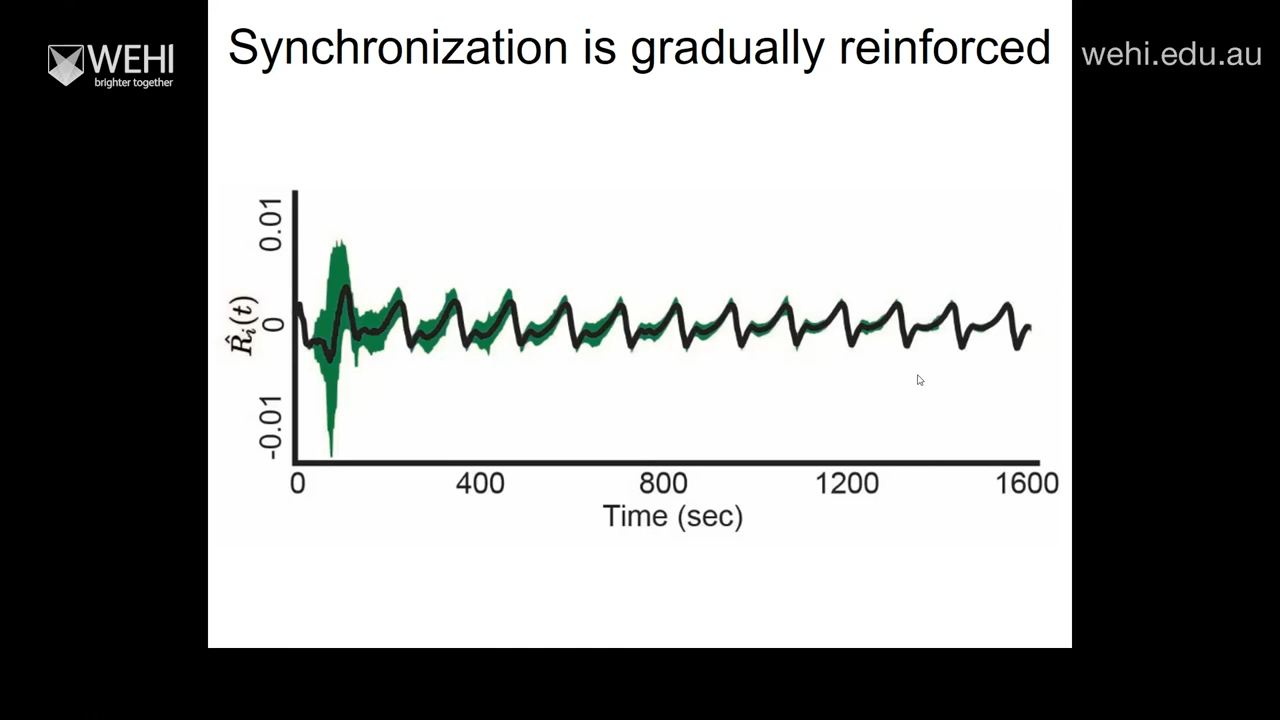 Synchronization is gradually reinforced
WEHI
brighter together
wehi.edu.au
0.01
0
-0.01
R̂ᵢ(t)
0 400 800 1200 1600
Time (sec)